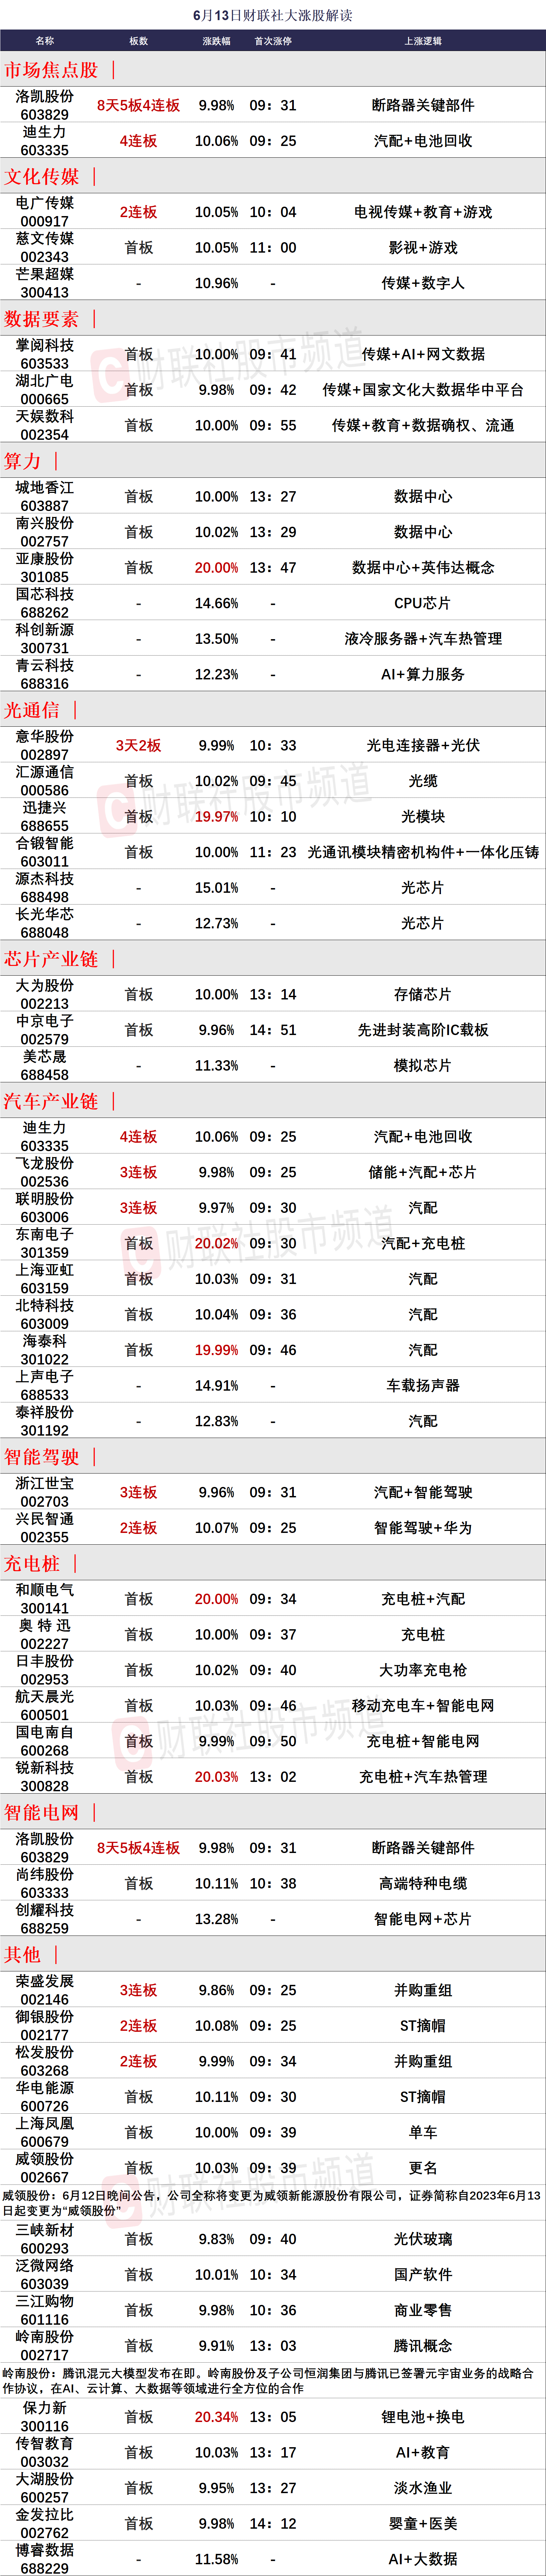 6月13日财联社大涨股解读
名称 板数 涨跌幅 首次涨停 上涨逻辑
市场焦点股 |
洛凯股份 603829 8天5板4连板 9.98% 09：31 断路器关键部件
迪生力 603335 4连板 10.06% 09：25 汽配+电池回收
文化传媒 |
电广传媒 000917 2连板 10.05% 10：04 电视传媒+教育+游戏
慈文传媒 002343 首板 10.05% 11：00 影视+游戏
芒果超媒 300413 - 10.96% - 传媒+数字人
数据要素 |
掌阅科技 603533 首板 10.00% 09：41 传媒+AI+网文数据
湖北广电 000665 首板 9.98% 09：42 传媒+国家文化大数据华中平台
天娱数科 002354 首板 10.00% 09：55 传媒+教育+数据确权、流通
财联社股市频道
算力 |
城地香江 603887 首板 10.00% 13：27 数据中心
南兴股份 002757 首板 10.02% 13：29 数据中心
亚康股份 301085 首板 20.00% 13：47 数据中心+英伟达概念
国芯科技 688262 - 14.66% - CPU芯片
科创新源 300731 - 13.50% - 液冷服务器+汽车热管理
青云科技 688316 - 12.23% - AI+算力服务
光通信 |
意华股份 002897 3天2板 9.99% 10：33 光电连接器+光伏
汇源通信 000586 首板 10.02% 09：45 光缆
迅捷兴 688655 首板 19.97% 10：10 光模块
合锻智能 603011 首板 10.00% 11：23 光通讯模块精密机构件+一体化压铸
源杰科技 688498 - 15.01% - 光芯片
长光华芯 688048 - 12.73% - 光芯片
财联社股市频道
芯片产业链 |
大为股份 002213 首板 10.00% 13：14 存储芯片
中京电子 002579 首板 9.96% 14：51 先进封装高阶IC载板
美芯晟 688458 - 11.33% - 模拟芯片
汽车产业链 |
迪生力 603335 4连板 10.06% 09：25 汽配+电池回收
飞龙股份 002536 3连板 9.98% 09：25 储能+汽配+芯片
联明股份 603006 3连板 9.97% 09：30 汽配
东南电子 301359 首板 20.02% 09：30 汽配+充电桩
上海亚虹 603159 首板 10.03% 09：31 汽配
北特科技 603009 首板 10.04% 09：36 汽配
海泰科 301022 首板 19.99% 09：46 汽配
上声电子 688533 - 14.91% - 车载扬声器
泰祥股份 301192 - 12.83% - 汽配
财联社股市频道
智能驾驶 |
浙江世宝 002703 3连板 9.96% 09：31 汽配+智能驾驶
兴民智通 002355 2连板 10.07% 09：25 智能驾驶+华为
充电桩 |
和顺电气 300141 首板 20.00% 09：34 充电桩+汽配
奥 特 迅 002227 首板 10.00% 09：37 充电桩
日丰股份 002953 首板 10.02% 09：40 大功率充电枪
航天晨光 600501 首板 10.03% 09：46 移动充电车+智能电网
国电南自 600268 首板 9.99% 09：50 充电桩+智能电网
锐新科技 300828 首板 20.03% 13：02 充电桩+汽车热管理
财联社股市频道
智能电网 |
洛凯股份 603829 8天5板4连板 9.98% 09：31 断路器关键部件
尚纬股份 603333 首板 10.11% 10：38 高端特种电缆
创耀科技 688259 - 13.28% - 智能电网+芯片
其他 |
荣盛发展 002146 3连板 9.86% 09：25 并购重组
御银股份 002177 2连板 10.08% 09：25 ST摘帽
松发股份 603268 2连板 9.99% 09：34 并购重组
华电能源 600726 首板 10.11% 09：30 ST摘帽
上海凤凰 600679 首板 10.00% 09：39 单车
威领股份 002667 首板 10.03% 09：39 更名
财联社股市频道
威领股份：6月12日晚间公告，公司全称将变更为威领新能源股份有限公司，证券简称自2023年6月13
日起变更为“威领股份”
三峡新材 600293 首板 9.83% 09：40 光伏玻璃
泛微网络 603039 首板 10.01% 10：34 国产软件
三江购物 601116 首板 9.98% 10：36 商业零售
岭南股份 002717 首板 9.91% 13：03 腾讯概念
岭南股份：腾讯混元大模型发布在即。岭南股份及子公司恒润集团与腾讯已签署元宇宙业务的战略合
作协议，在AI、云计算、大数据等领域进行全方位的合作
保力新 300116 首板 20.34% 13：05 锂电池+换电
传智教育 003032 首板 10.03% 13：17 AI+教育
大湖股份 600257 首板 9.95% 13：27 淡水渔业
金发拉比 002762 首板 9.98% 14：12 婴童+医美
博睿数据 688229 - 11.58% - AI+大数据